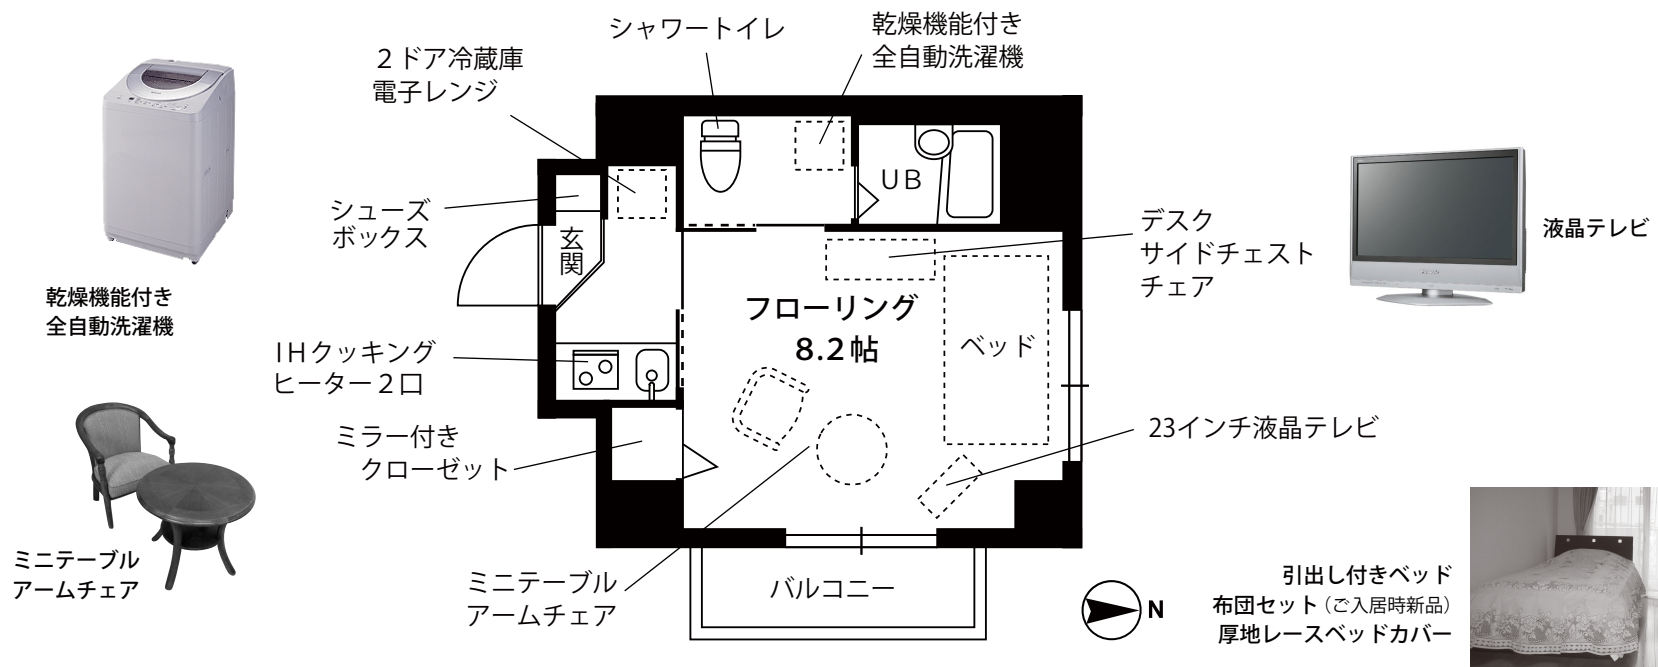 シャワートイレ
乾燥機能付き
全自動洗濯機
２ドア冷蔵庫
電子レンジ
UB
シューズ
ボックス
玄関
デスク
サイドチェスト
チェア
液晶テレビ
乾燥機能付き
全自動洗濯機
フローリング
8.2帖
ベッド
IHクッキング
ヒーター２口
ミラー付き
クローゼット
23インチ液晶テレビ
ミニテーブル
アームチェア
ミニテーブル
アームチェア
バルコニー
N
引出し付きベッド
布団セット（ご入居時新品）
厚地レースベッドカバー